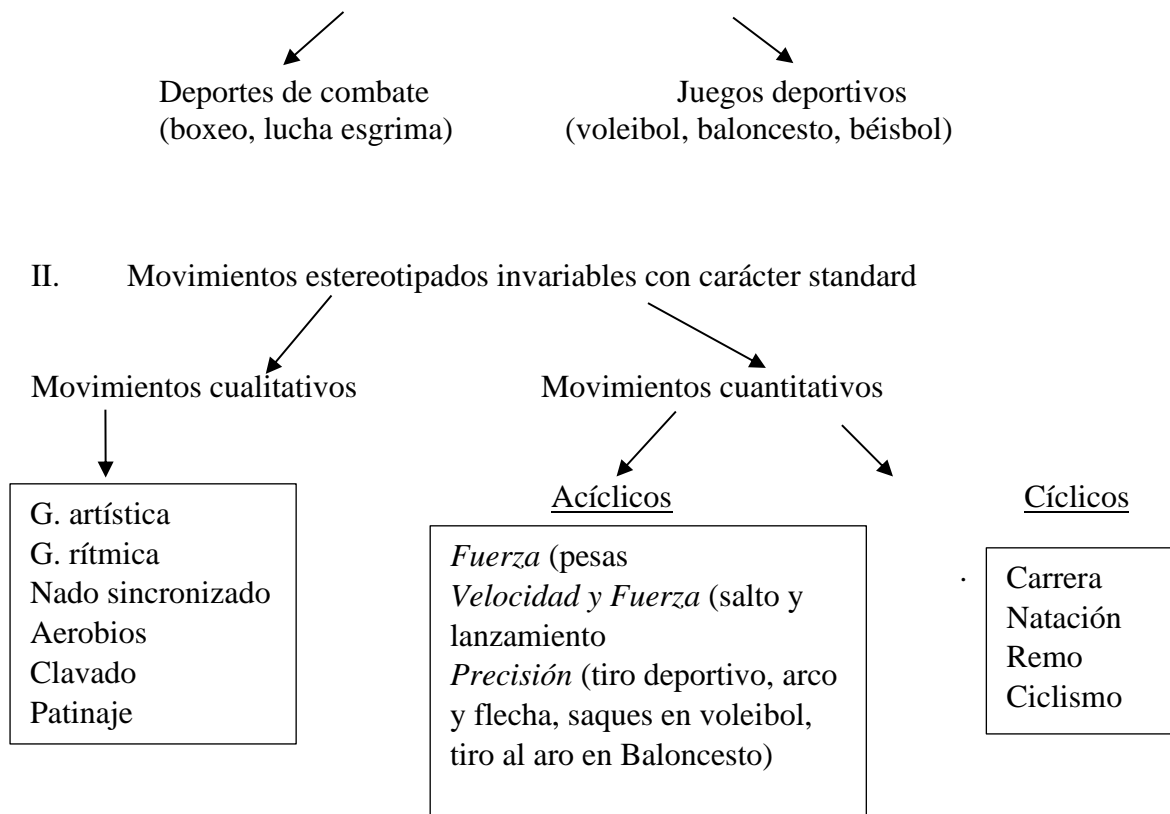 Deportes de combate
(boxeo, lucha esgrima)
Juegos deportivos
(voleibol, baloncesto, béisbol)
II. Movimientos estereotipados invariables con carácter standard
Movimientos cualitativos
Movimientos cuantitativos
G. artística
G. rítmica
Nado sincronizado
Aerobios
Clavado
Patinaje
Acíclicos
Fuerza (pesas
Velocidad y Fuerza (salto y
lanzamiento
Precisión (tiro deportivo, arco
y flecha, saques en voleibol,
tiro al aro en Baloncesto)
Cíclicos
.
Carrera
Natación
Remo
Ciclismo